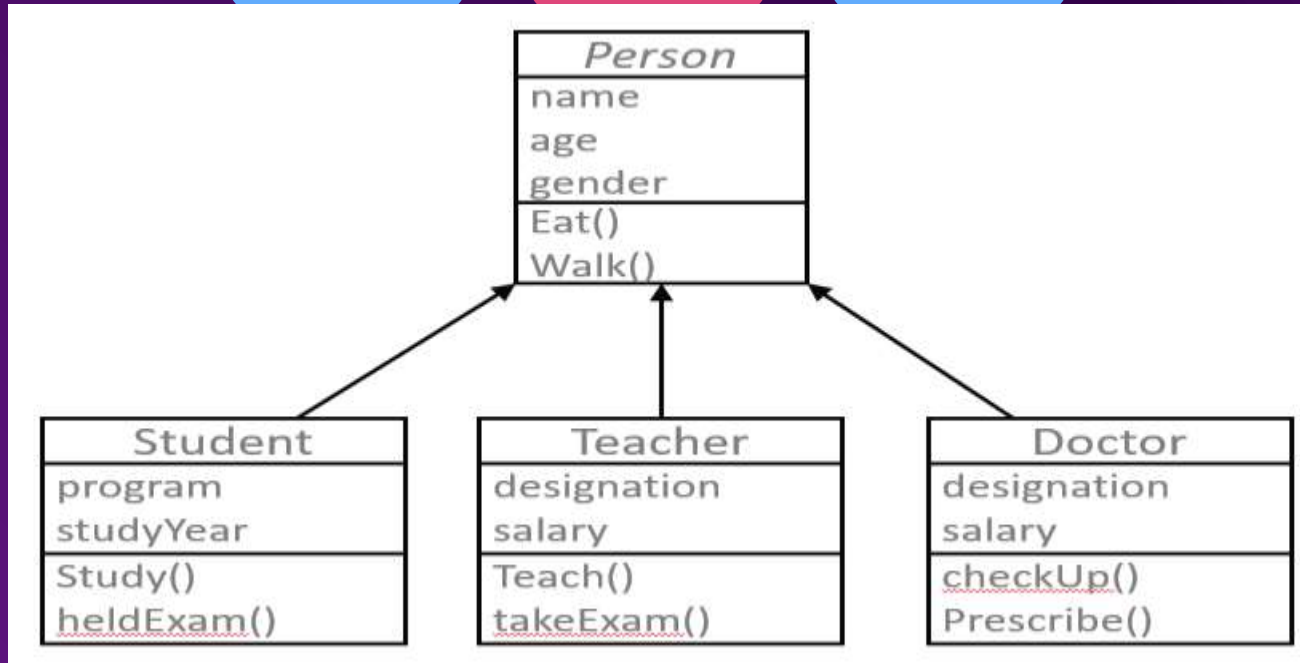 Person
name
age
gender
Eat()
Walk()
Student
program
studyYear
Study()
heldExam()
Teacher
designation
salary
Teach()
takeExam()
Doctor
designation
salary
checkUp()
Prescribe()